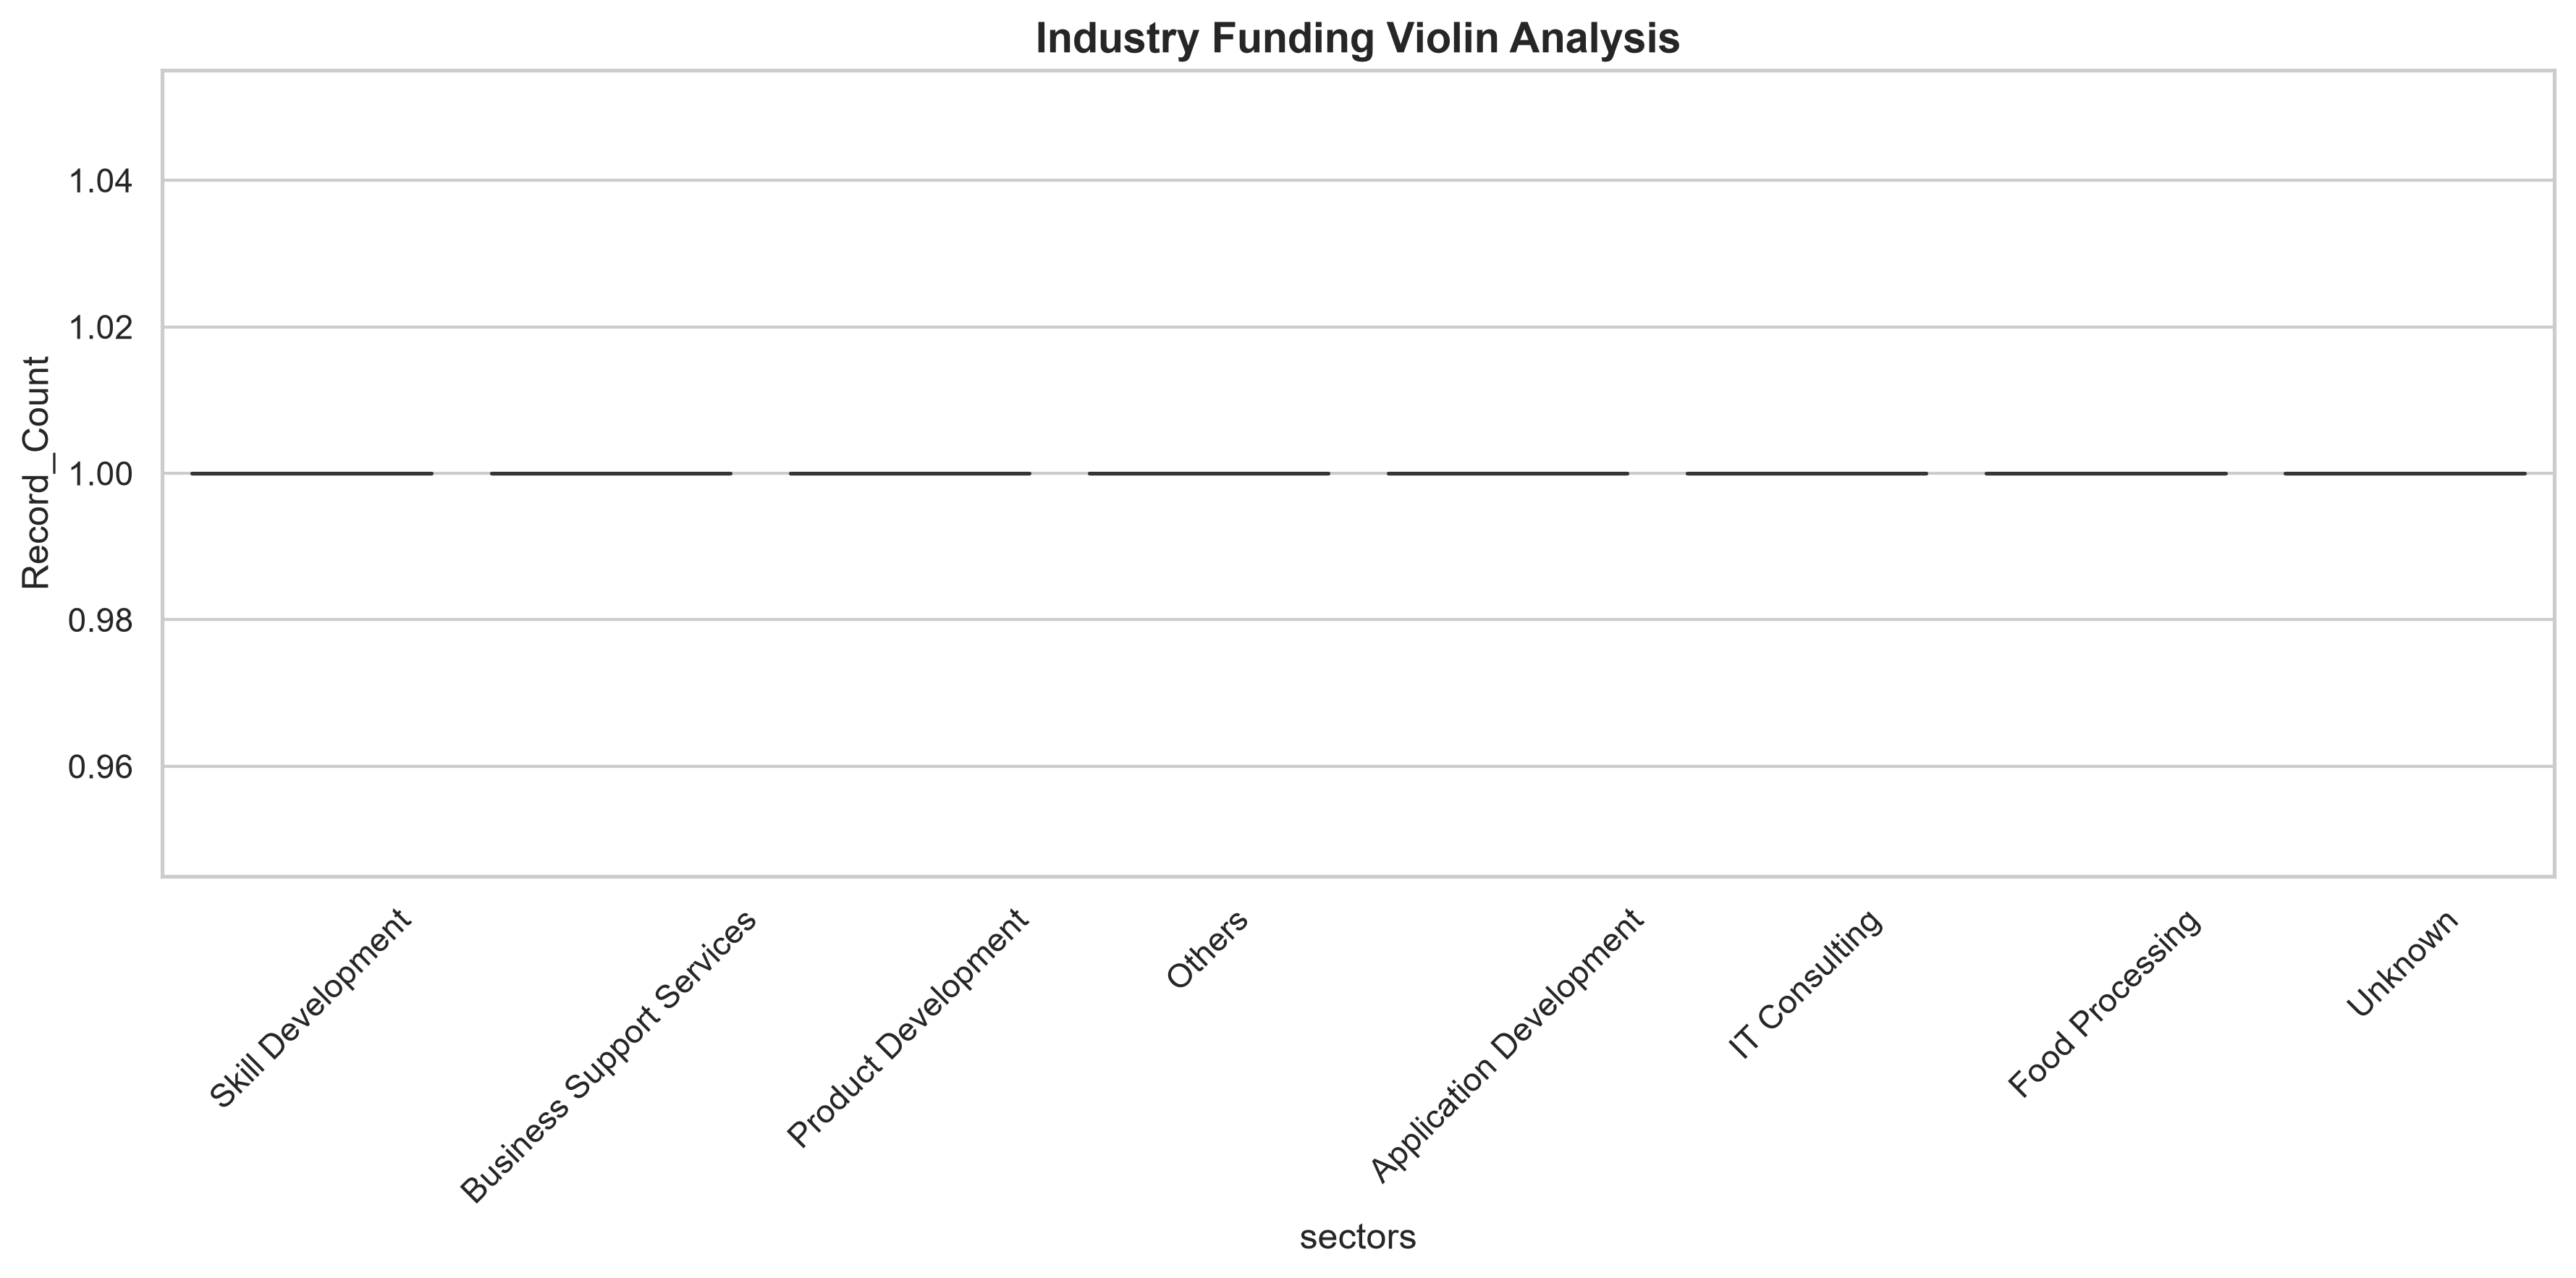 Industry Funding Violin Analysis
1.04
1.02
1.00
0.98
0.96
Record_Count
Skill Development
Business Support Services
Product Development
Others
Application Development
IT Consulting
Food Processing
Unknown
sectors